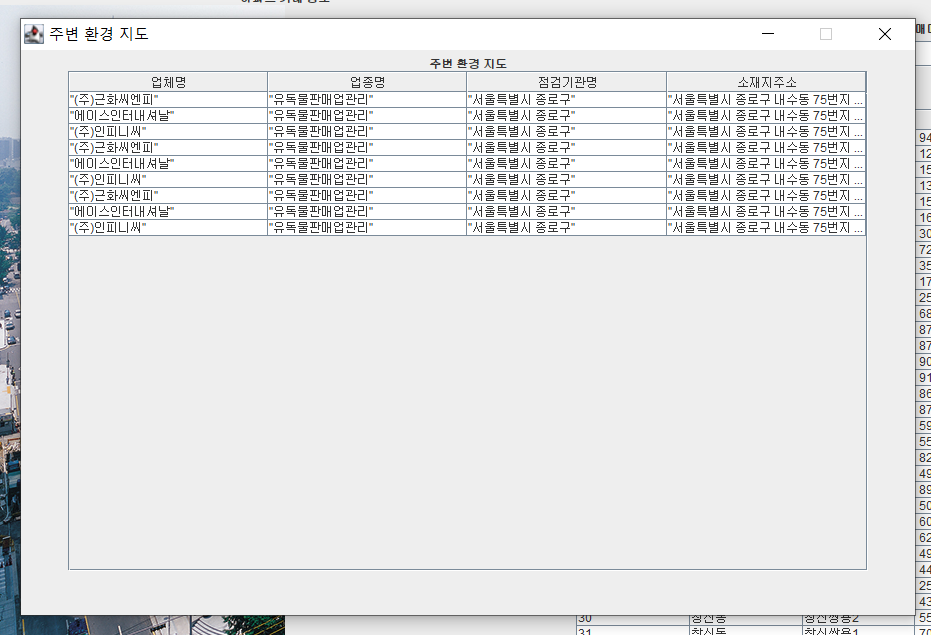 주변 환경 지도
주변 환경 지도
업체명 업종명 점검기관명 소재지주소
"(주)근화씨엔피" "유독물판매업관리" "서울특별시 종로구" "서울특별시 종로구 내수동 75번지 ...
"에이스인터내셔날" "유독물판매업관리" "서울특별시 종로구" "서울특별시 종로구 내수동 75번지 ...
"(주)인피니씨" "유독물판매업관리" "서울특별시 종로구" "서울특별시 종로구 내수동 75번지 ...
"(주)근화씨엔피" "유독물판매업관리" "서울특별시 종로구" "서울특별시 종로구 내수동 75번지 ...
"에이스인터내셔날" "유독물판매업관리" "서울특별시 종로구" "서울특별시 종로구 내수동 75번지 ...
"(주)인피니씨" "유독물판매업관리" "서울특별시 종로구" "서울특별시 종로구 내수동 75번지 ...
"(주)근화씨엔피" "유독물판매업관리" "서울특별시 종로구" "서울특별시 종로구 내수동 75번지 ...
"에이스인터내셔날" "유독물판매업관리" "서울특별시 종로구" "서울특별시 종로구 내수동 75번지 ...
"(주)인피니씨" "유독물판매업관리" "서울특별시 종로구" "서울특별시 종로구 내수동 75번지 ...
30 창신동 창신쌍용2
31 창신동 창신쌍용1